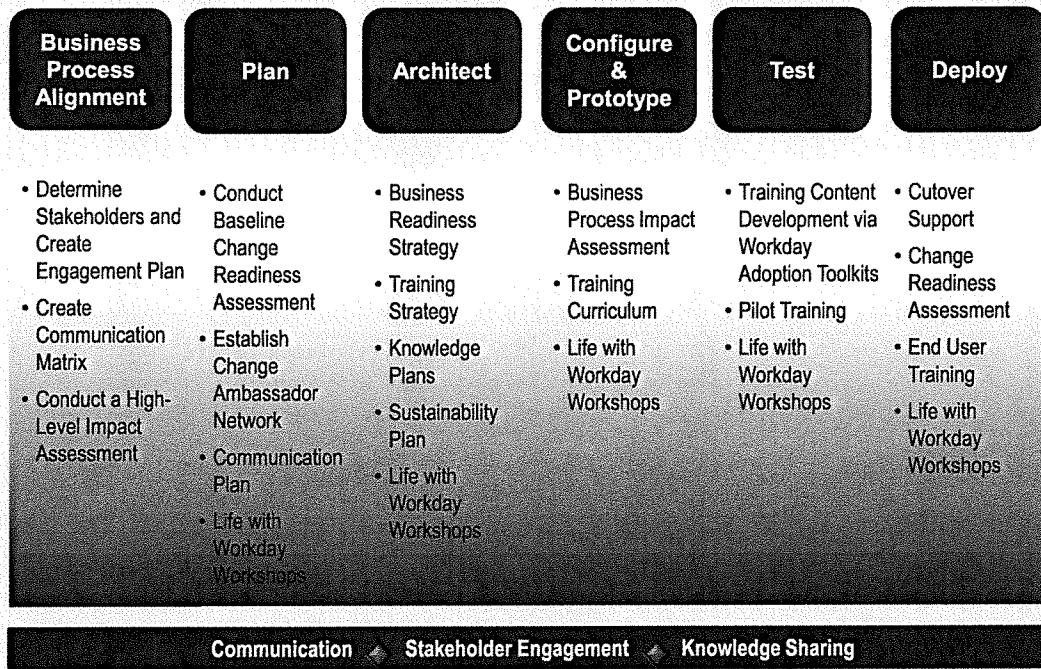 Business
Process
Alignment
Plan
Architect
Configure
&
Prototype
Test
Deploy
• Determine
Stakeholders and
Create
Engagement Plan
• Create
Communication
Matrix
• Conduct a High-
Level Impact
Assessment
• Conduct
Baseline
Change
Readiness
Assessment
• Establish
Change
Ambassador
Network
• Communication
Plan
• Life with
Workday
Workshops
• Business
Readiness
Strategy
• Training
Strategy
• Knowledge
Plans
• Sustainability
Plan
• Life with
Workday
Workshops
• Business
Process Impact
Assessment
• Training
Curriculum
• Life with
Workday
Workshops
• Training Content
Development via
Workday
Adoption Toolkits
• Pilot Training
• Life with
Workday
Workshops
• Cutover
Support
• Change
Readiness
Assessment
• End User
Training
• Life with
Workday
Workshops
Communication Stakeholder Engagement Knowledge Sharing